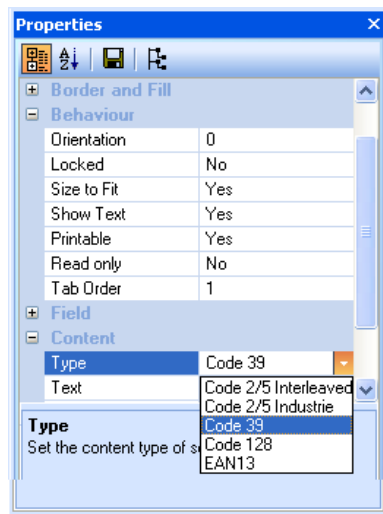 Properties
Border and Fill
Behaviour
Orientation 0
Locked No
Size to Fit Yes
Show Text Yes
Printable Yes
Read only No
Tab Order 1
Field
Content
Type Code 39
Text Code 2/5 Interleaved
Code 2/5 Industrie
Code 39
Code 128
EAN13
Type
Set the content type of